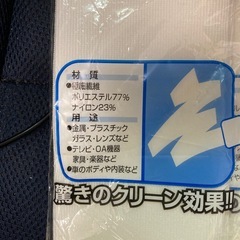 材質
●極超繊維
ポリエステル77%
ナイロン23%
用途
●金属・プラスチック
ガラス・レンズなど
●テレビ・OA機器
家具・楽器など
●車のボディや内装など
驚きのクリーン効果!!